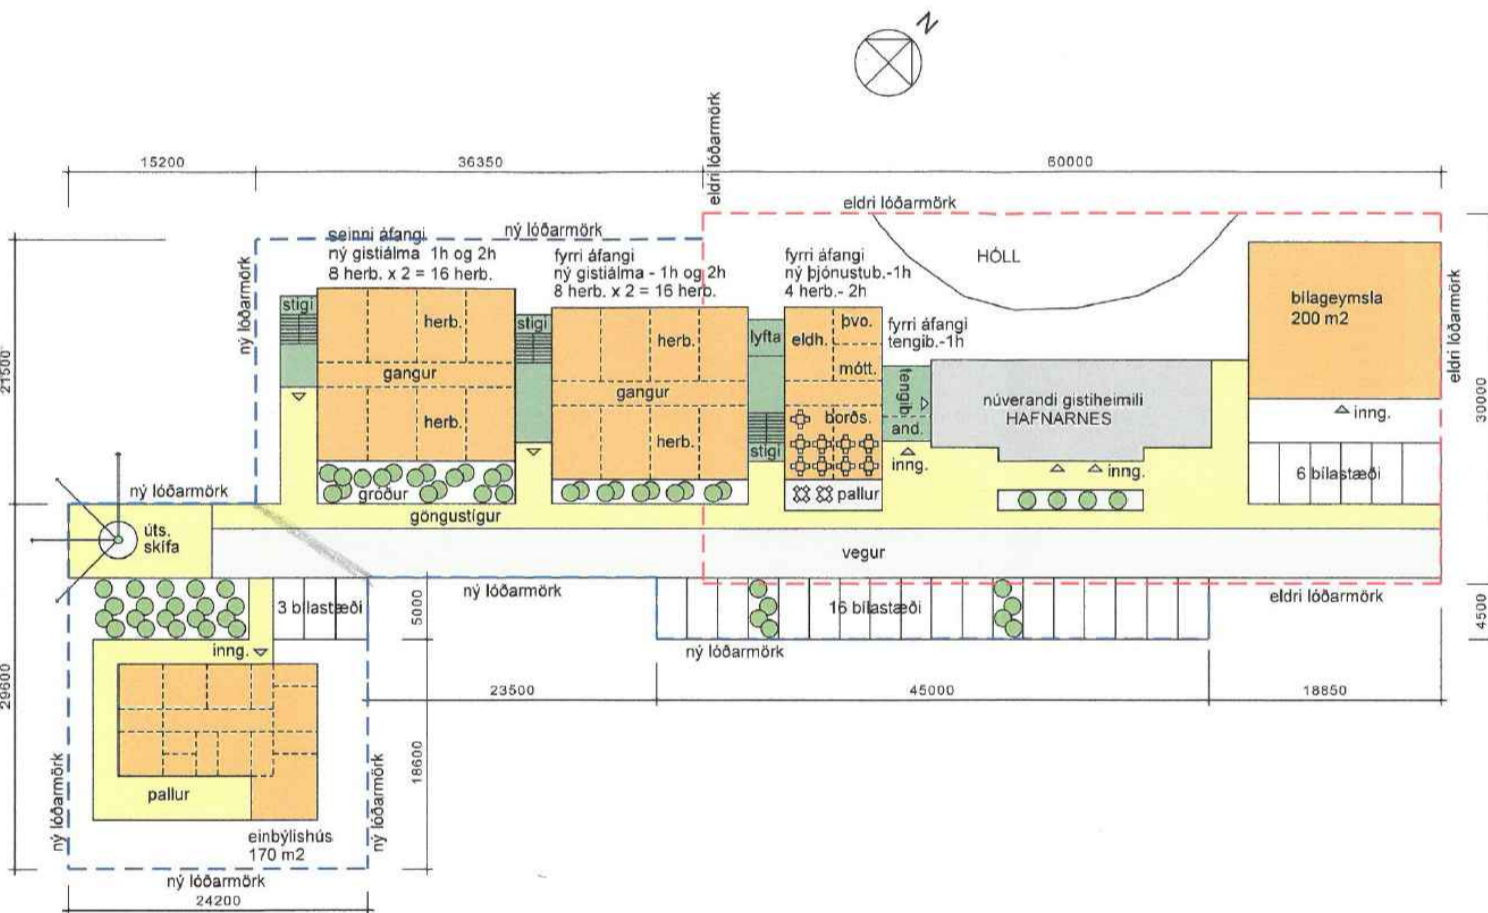 N
15200
36350
60000
eldri lóðarmörk
eldri lóðarmörk
ný lóðarmörk
seinni áfangi
ný gistiálma 1h og 2h
8 herb. x 2 = 16 herb.
fyrri áfangi
ný gistiálma - 1h og 2h
8 herb. x 2 = 16 herb.
fyrri áfangi
ný þjónustub.-1h
4 herb.- 2h
HÓLL
bílageymsla
200 m2
ný lóðarmörk
eldri lóðarmörk
stigi
herb.
gangur
herb.
stigi
herb.
gangur
herb.
lyfta
stigi
eldh.
þvo.
mótt.
borðs.
fyrri áfangi
tengib.-1h
tengib
and.
inng.
núverandi gistiheimili
HAFNARNES
inng.
inng.
6 bílastæði
21500
30000
ný lóðarmörk
gróður
pallur
göngustígur
úts.
skífa
vegur
3 bílastæði
5000
ný lóðarmörk
16 bílastæði
eldri lóðarmörk
4500
inng.
ný lóðarmörk
29600
23500
45000
18850
18600
pallur
ný lóðarmörk
ný lóðarmörk
einbýlishús
170 m2
ný lóðarmörk
24200